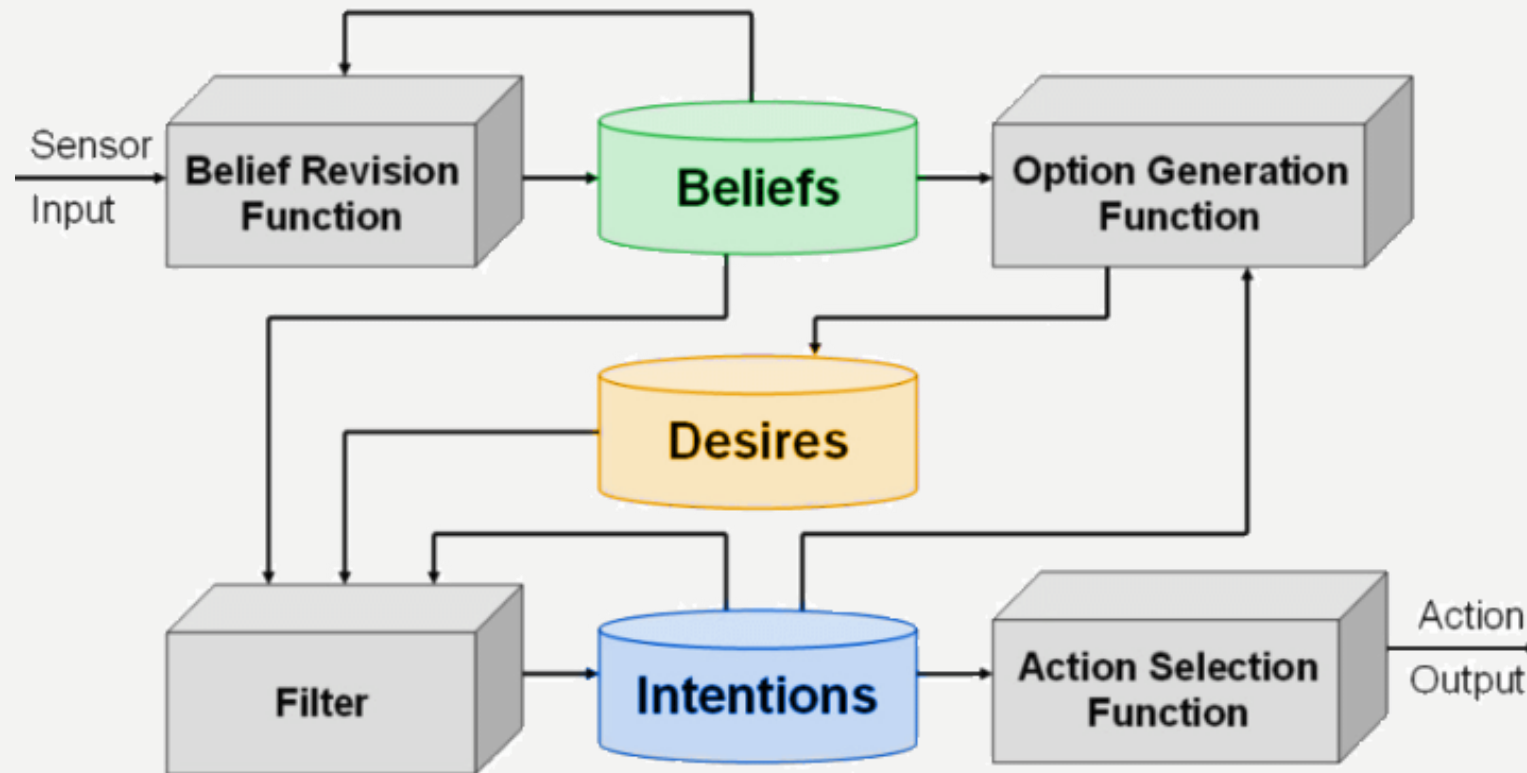 Sensor
Input
Belief Revision
Function
Beliefs
Option Generation
Function
Desires
Filter
Intentions
Action Selection
Function
Action
Output